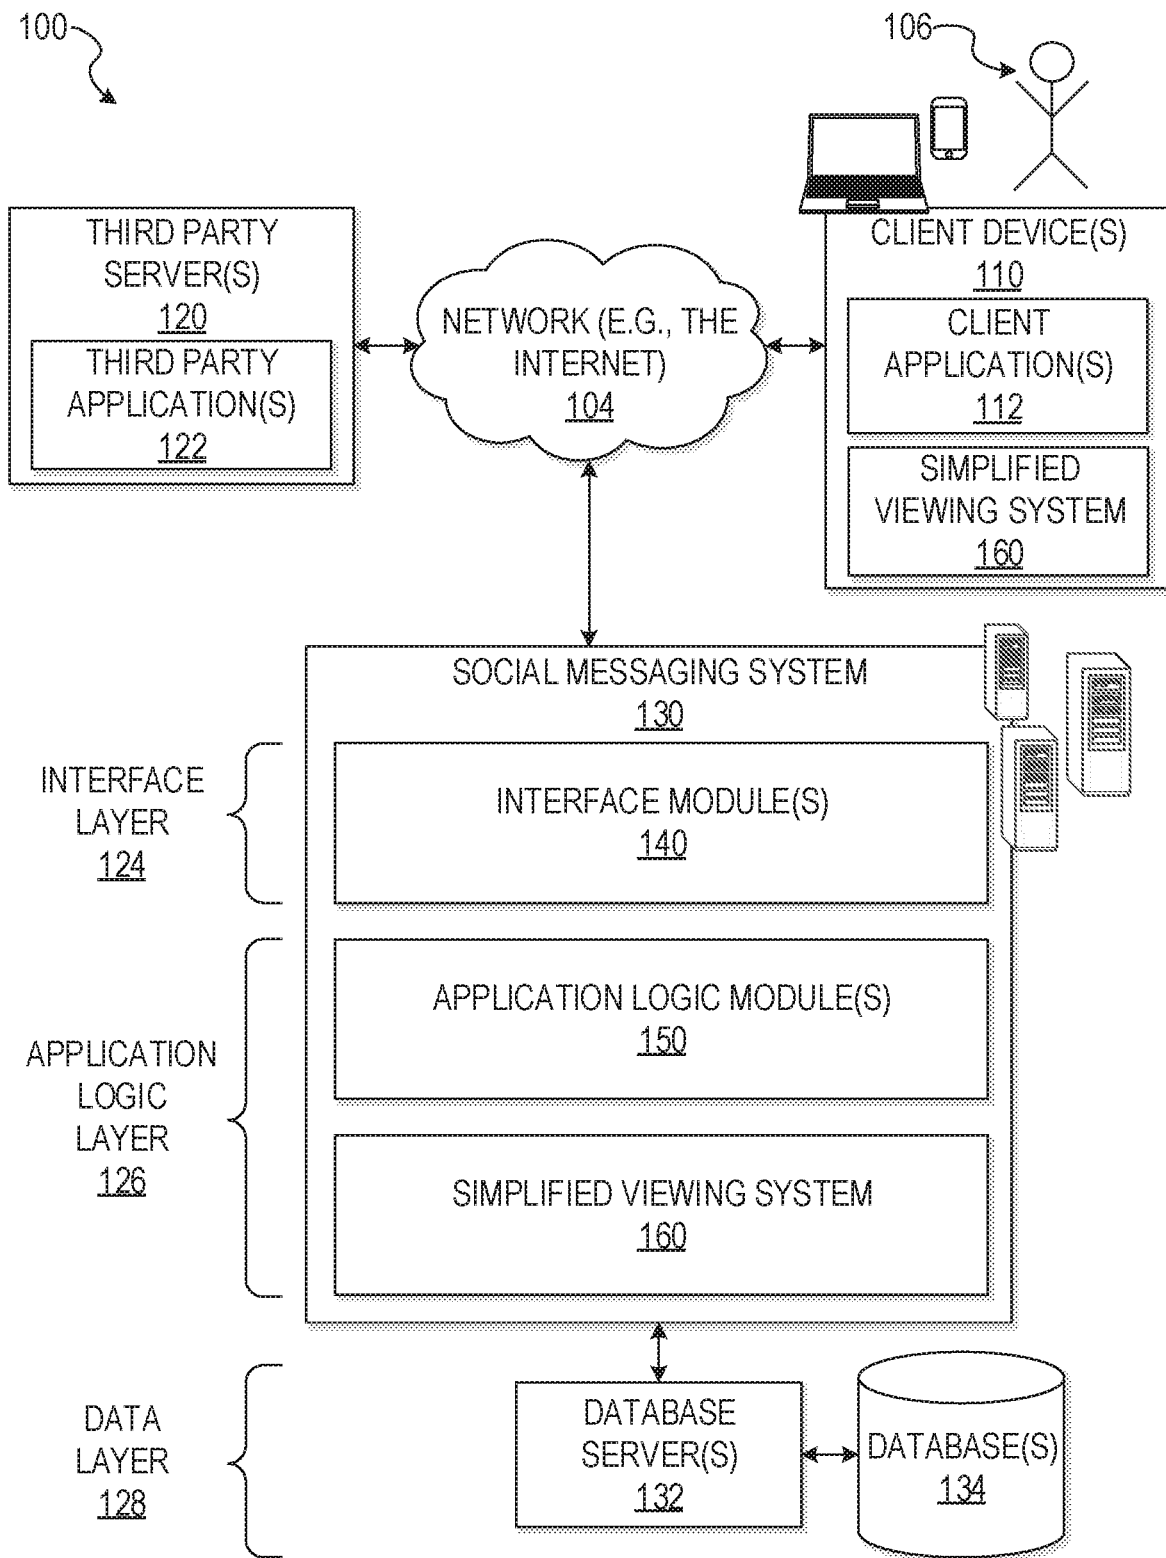 100
106
THIRD PARTY
SERVER(S)
120
THIRD PARTY
APPLICATION(S)
122
NETWORK (E.G., THE
INTERNET)
104
CLIENT DEVICE(S)
110
CLIENT
APPLICATION(S)
112
SIMPLIFIED
VIEWING SYSTEM
160
SOCIAL MESSAGING SYSTEM
130
INTERFACE
LAYER
124
INTERFACE MODULE(S)
140
APPLICATION
LOGIC
LAYER
126
APPLICATION LOGIC MODULE(S)
150
SIMPLIFIED VIEWING SYSTEM
160
DATA
LAYER
128
DATABASE
SERVER(S)
132
DATABASE(S)
134